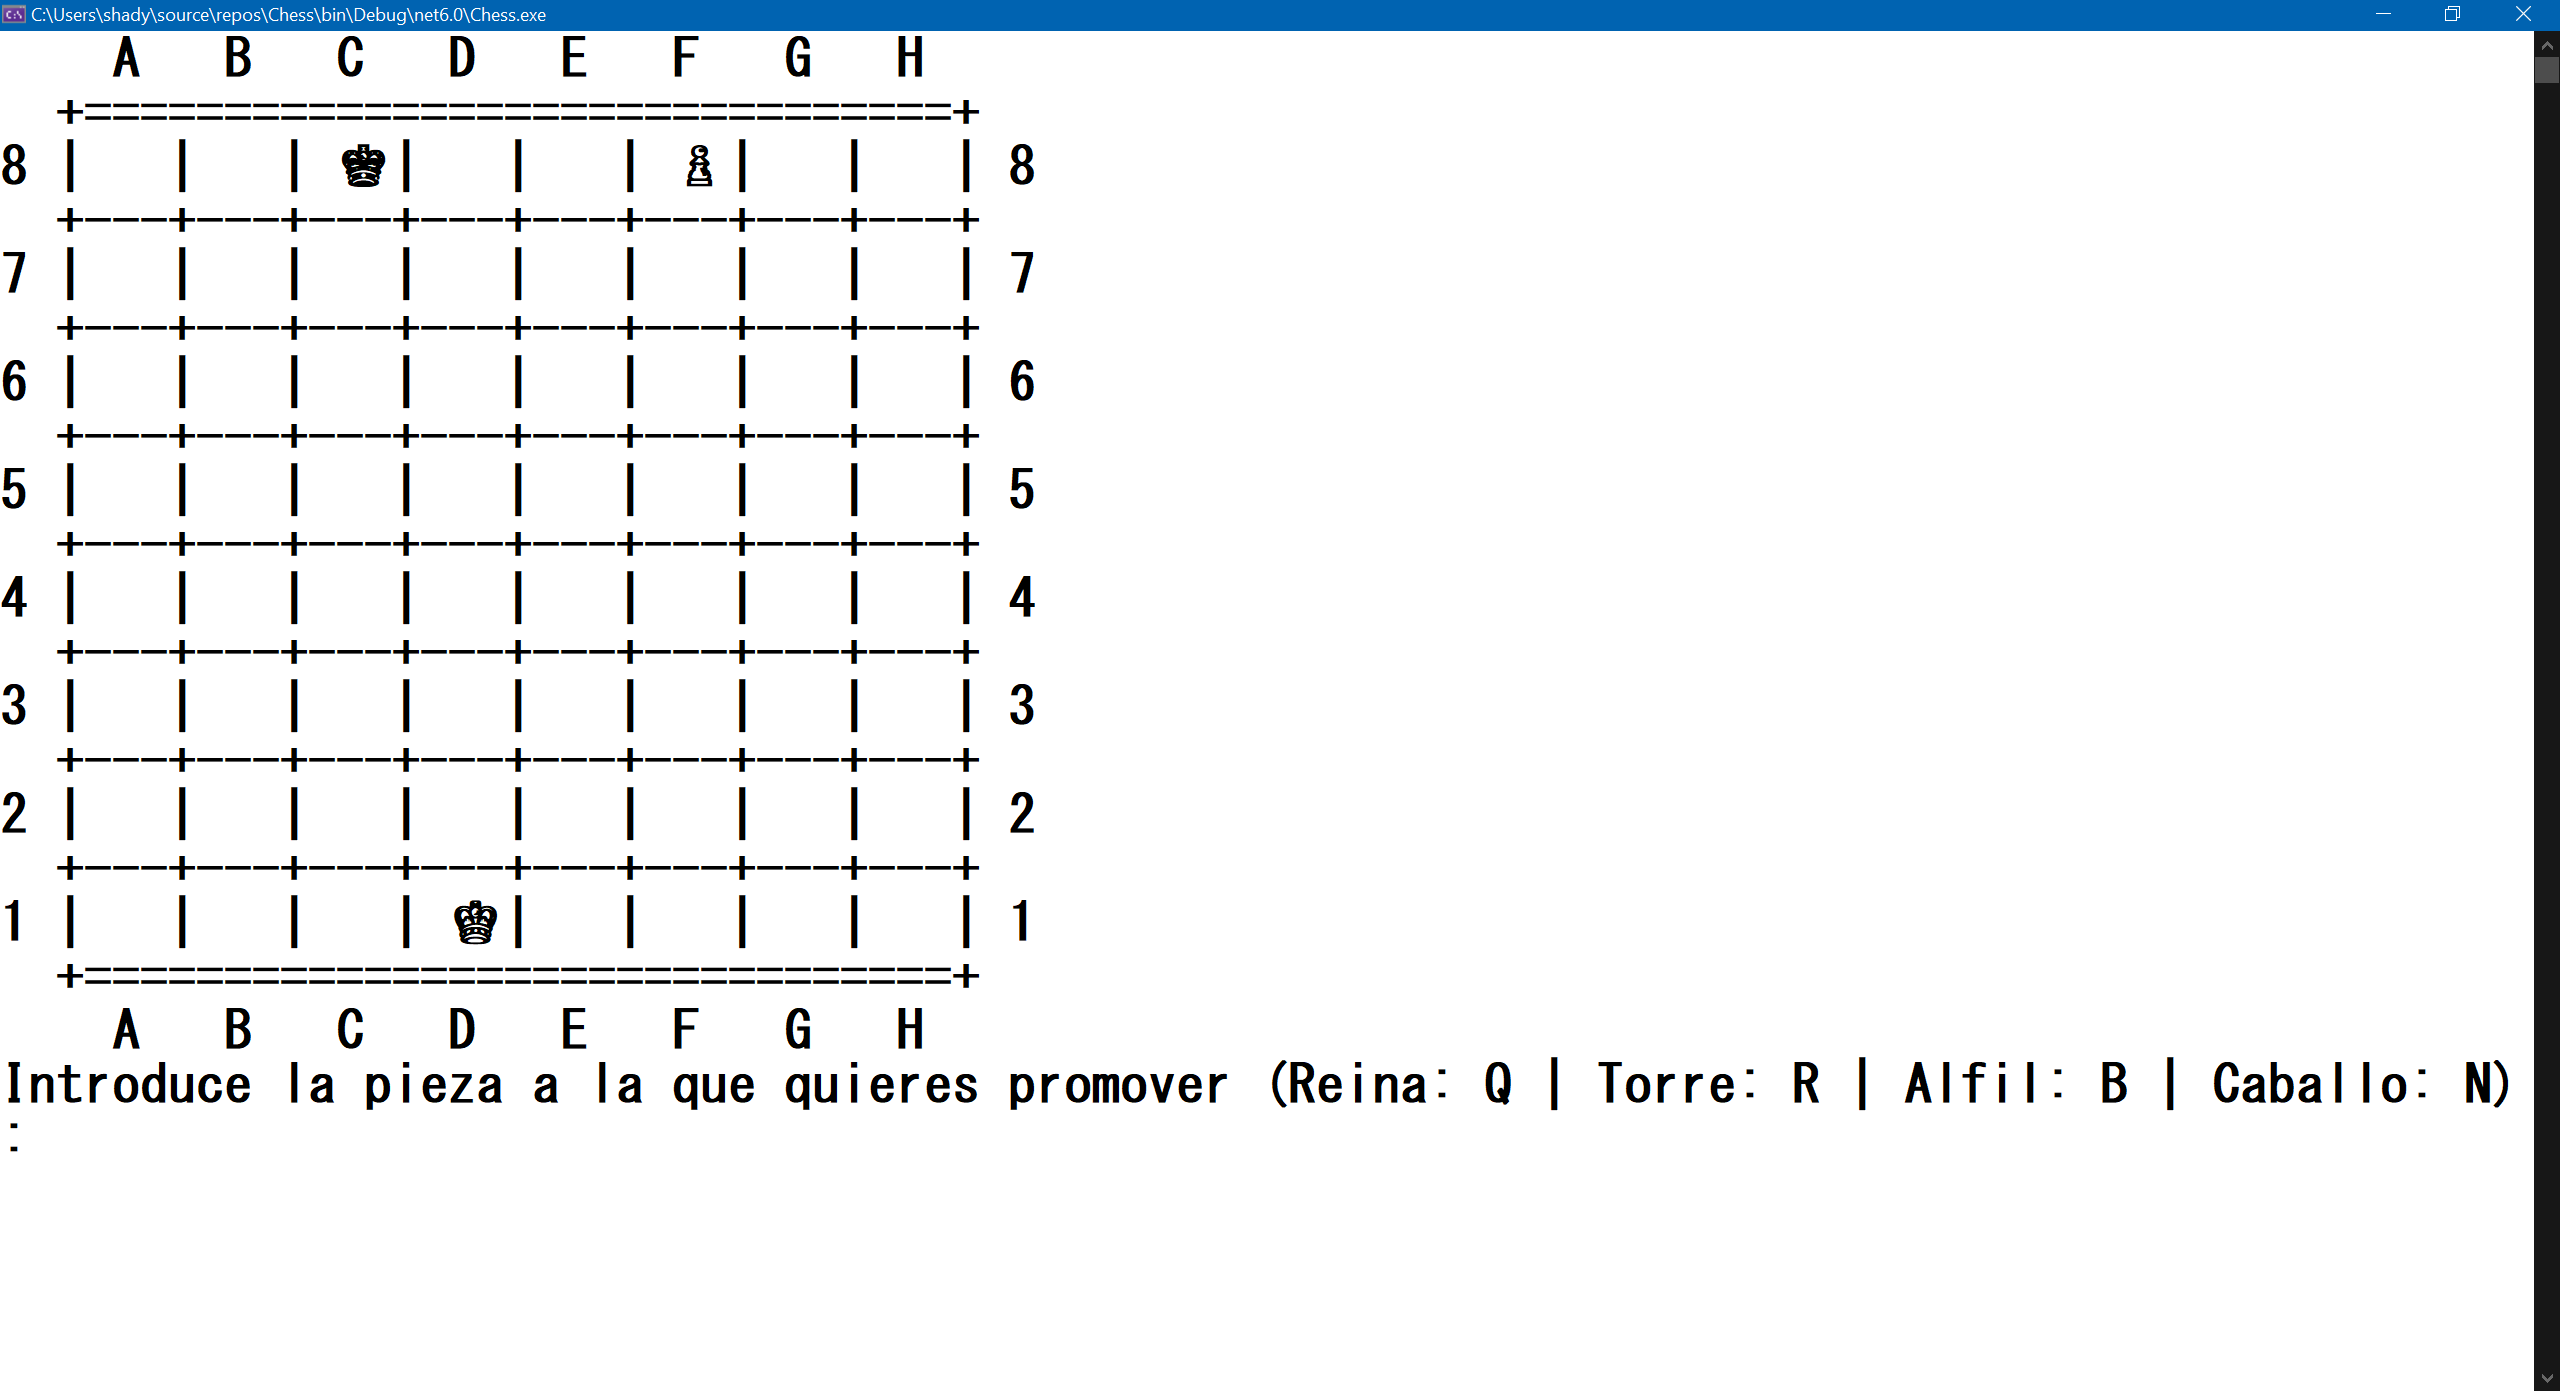 C:\Users\shady\source\repos\Chess\bin\Debug\net6.0\Chess.exe
    A   B   C   D   E   F   G   H
  +===============================+
8 |   |   | ♚ |   |   | ♙ |   |   | 8
  +---+---+---+---+---+---+---+---+
7 |   |   |   |   |   |   |   |   | 7
  +---+---+---+---+---+---+---+---+
6 |   |   |   |   |   |   |   |   | 6
  +---+---+---+---+---+---+---+---+
5 |   |   |   |   |   |   |   |   | 5
  +---+---+---+---+---+---+---+---+
4 |   |   |   |   |   |   |   |   | 4
  +---+---+---+---+---+---+---+---+
3 |   |   |   |   |   |   |   |   | 3
  +---+---+---+---+---+---+---+---+
2 |   |   |   |   |   |   |   |   | 2
  +---+---+---+---+---+---+---+---+
1 |   |   |   | ♔ |   |   |   |   | 1
  +===============================+
    A   B   C   D   E   F   G   H
Introduce la pieza a la que quieres promover (Reina: Q | Torre: R | Alfil: B | Caballo: N)
: